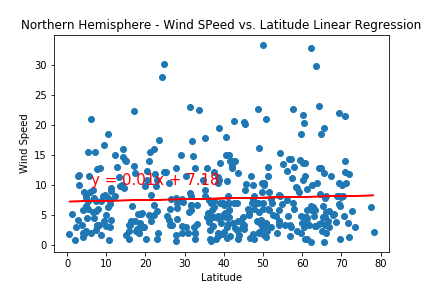 Northern Hemisphere - Wind SPeed vs. Latitude Linear Regression
30
25
20
15
10
5
0
Wind Speed
y = 0.01x + 7.18
0 10 20 30 40 50 60 70 80
Latitude